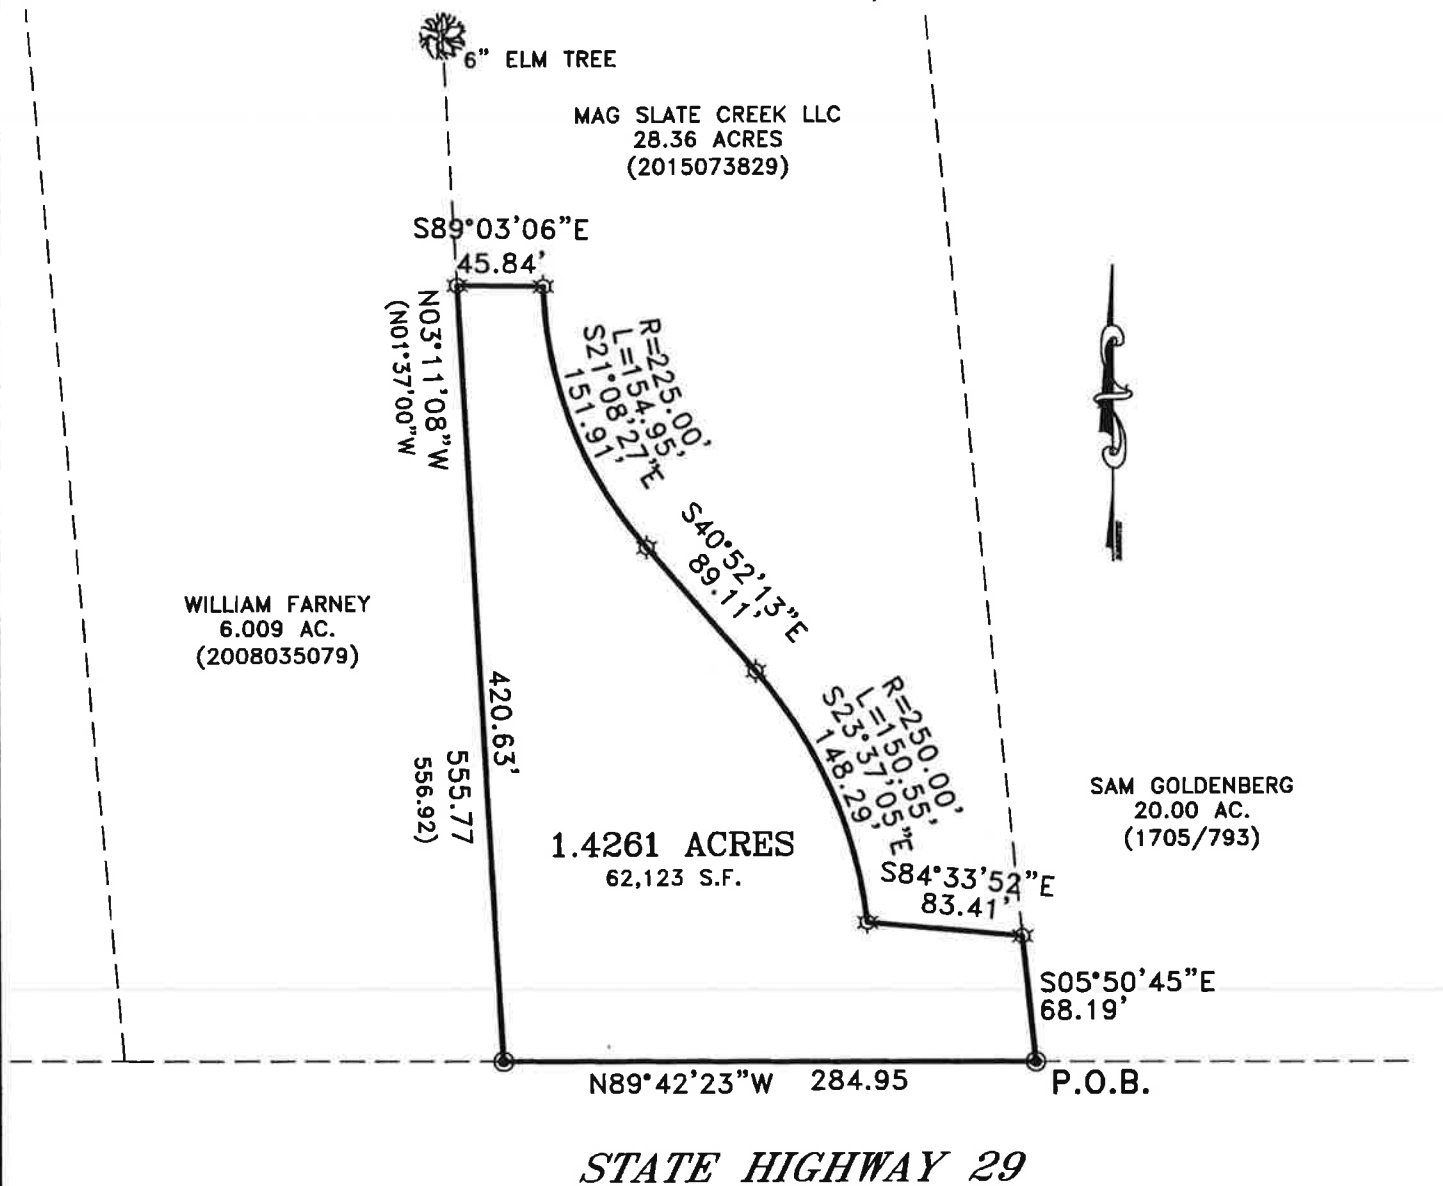 6" ELM TREE
MAG SLATE CREEK LLC
28.36 ACRES
(2015073829)
S89°03'06"E
45.84'
N03°11'08"W
(N01°37'00"W
R=225.00'
L=154.95'
S21°08'27"E
151.91'
S40°52'13"E
89.11'
WILLIAM FARNEY
6.009 AC.
(2008035079)
420.63'
555.77
556.92)
R=250.00'
L=150.55'
S23°37'05"E
148.29'
SAM GOLDENBERG
20.00 AC.
(1705/793)
1.4261 ACRES
62,123 S.F.
S84°33'52"E
83.41'
S05°50'45"E
68.19'
N89°42'23"W 284.95
P.O.B.
STATE HIGHWAY 29